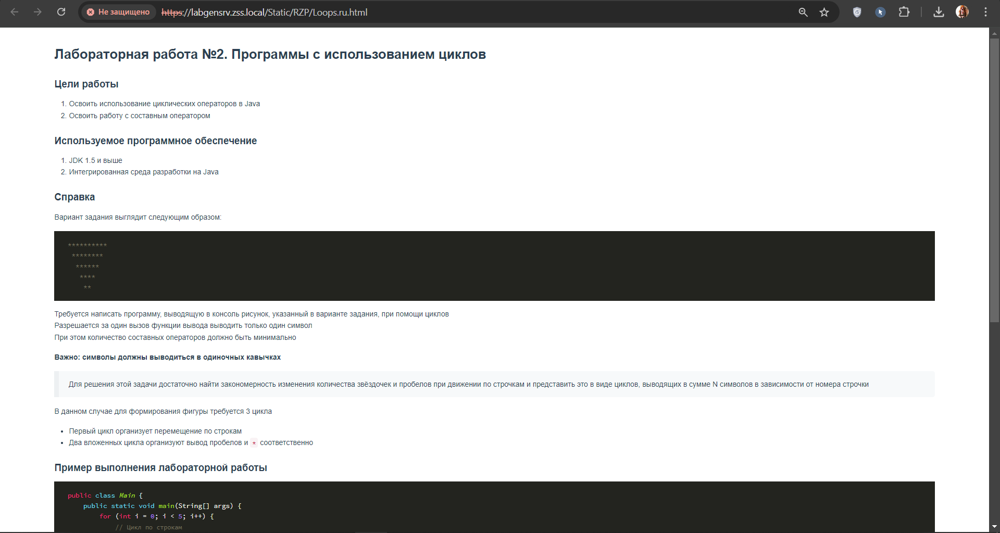 Не защищено https://labgensrv.zss.local/Static/RZP/Loops.ru.html
Лабораторная работа №2. Программы с использованием циклов
Цели работы
1. Освоить использование циклических операторов в Java
2. Освоить работу с составным оператором
Используемое программное обеспечение
1. JDK 1.5 и выше
2. Интегрированная среда разработки на Java
Справка
Вариант задания выглядит следующим образом:
**********
 ********
  ******
   ****
    **
Требуется написать программу, выводящую в консоль рисунок, указанный в варианте задания, при помощи циклов
Разрешается за один вызов функции вывода выводить только один символ
При этом количество составных операторов должно быть минимально
Важно: символы должны выводиться в одиночных кавычках
Для решения этой задачи достаточно найти закономерность изменения количества звёздочек и пробелов при движении по строчкам и представить это в виде циклов, выводящих в сумме N символов в зависимости от номера строчки
В данном случае для формирования фигуры требуется 3 цикла
• Первый цикл организует перемещение по строкам
• Два вложенных цикла организуют вывод пробелов и * соответственно
Пример выполнения лабораторной работы
public class Main {
    public static void main(String[] args) {
        for (int i = 0; i < 5; i++) {
            // Цикл по строкам